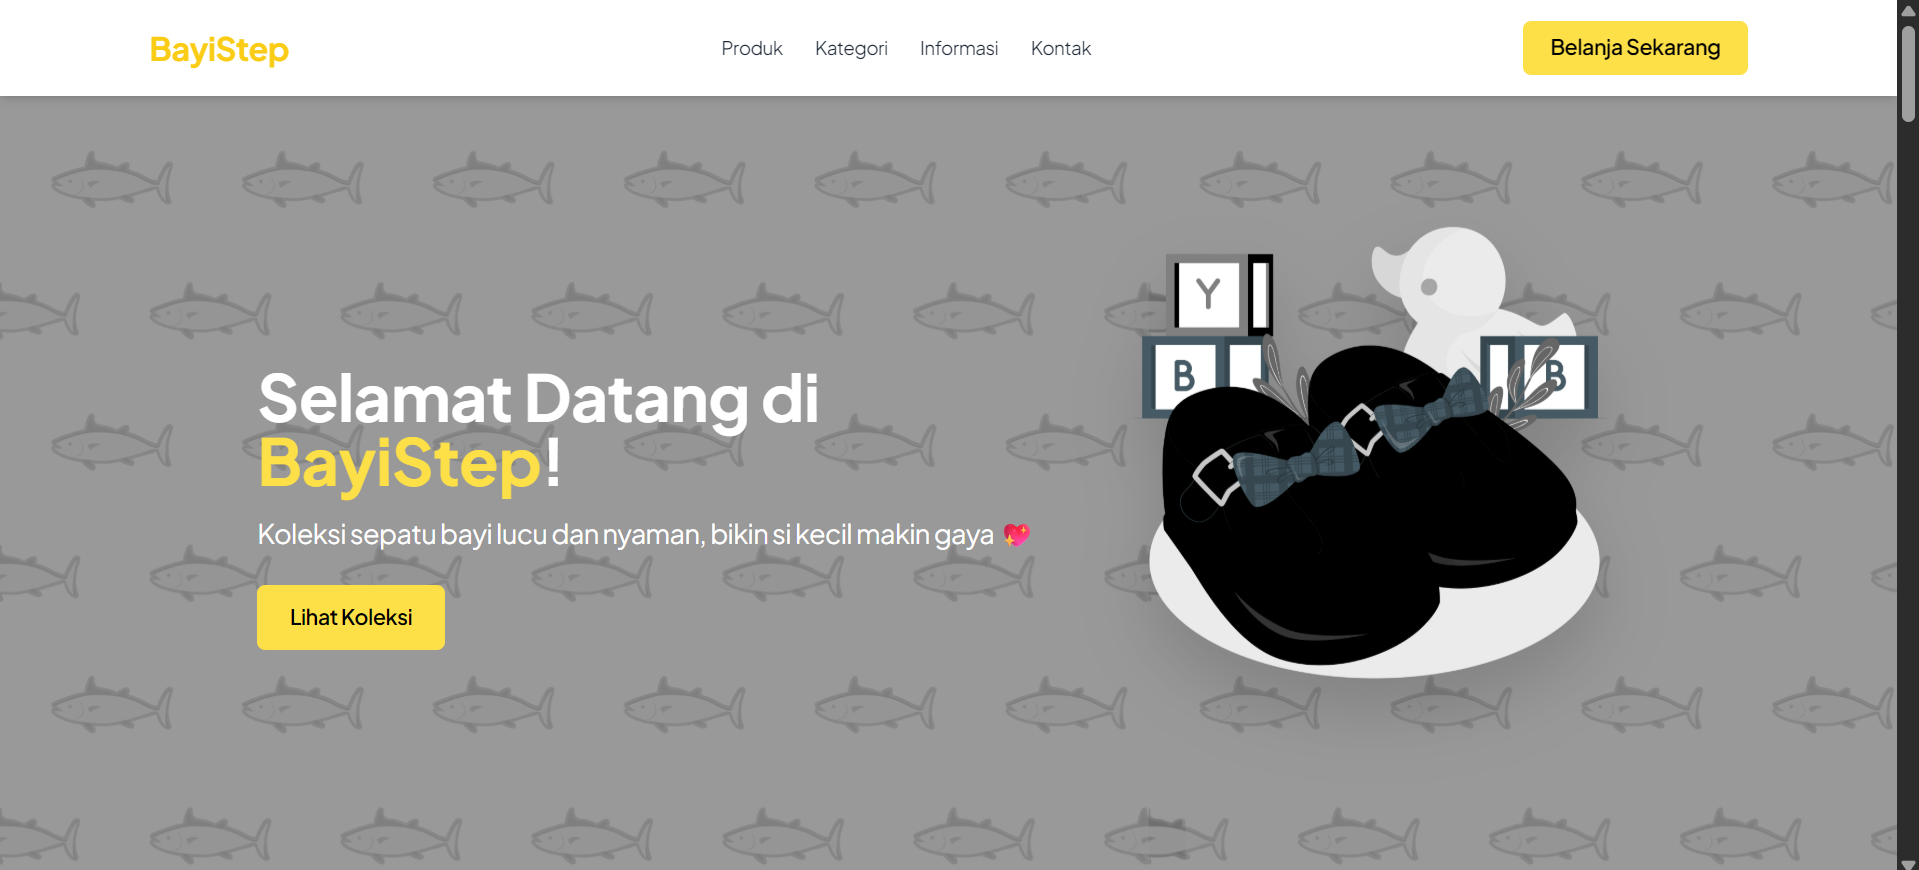 BayiStep
Produk Kategori Informasi Kontak
Belanja Sekarang
Selamat Datang di
BayiStep!
Koleksi sepatu bayi lucu dan nyaman, bikin si kecil makin gaya 💖
Lihat Koleksi
Y
B
B